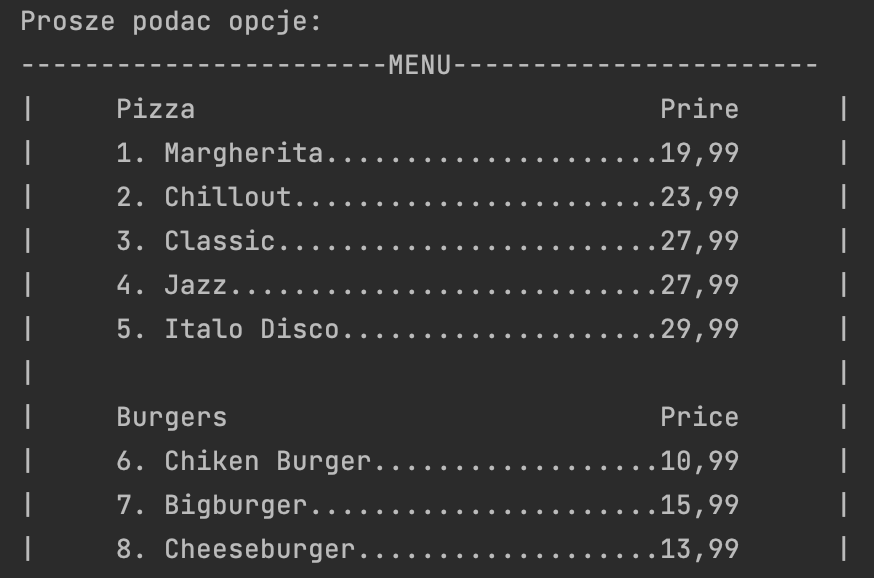 Prosze podac opcje:
-----------------------MENU-----------------------
|     Pizza                             Prire      |
|     1. Margherita.....................19,99      |
|     2. Chillout.......................23,99      |
|     3. Classic........................27,99      |
|     4. Jazz...........................27,99      |
|     5. Italo Disco....................29,99      |
|                                                  |
|     Burgers                           Price      |
|     6. Chiken Burger..................10,99      |
|     7. Bigburger......................15,99      |
|     8. Cheeseburger...................13,99      |